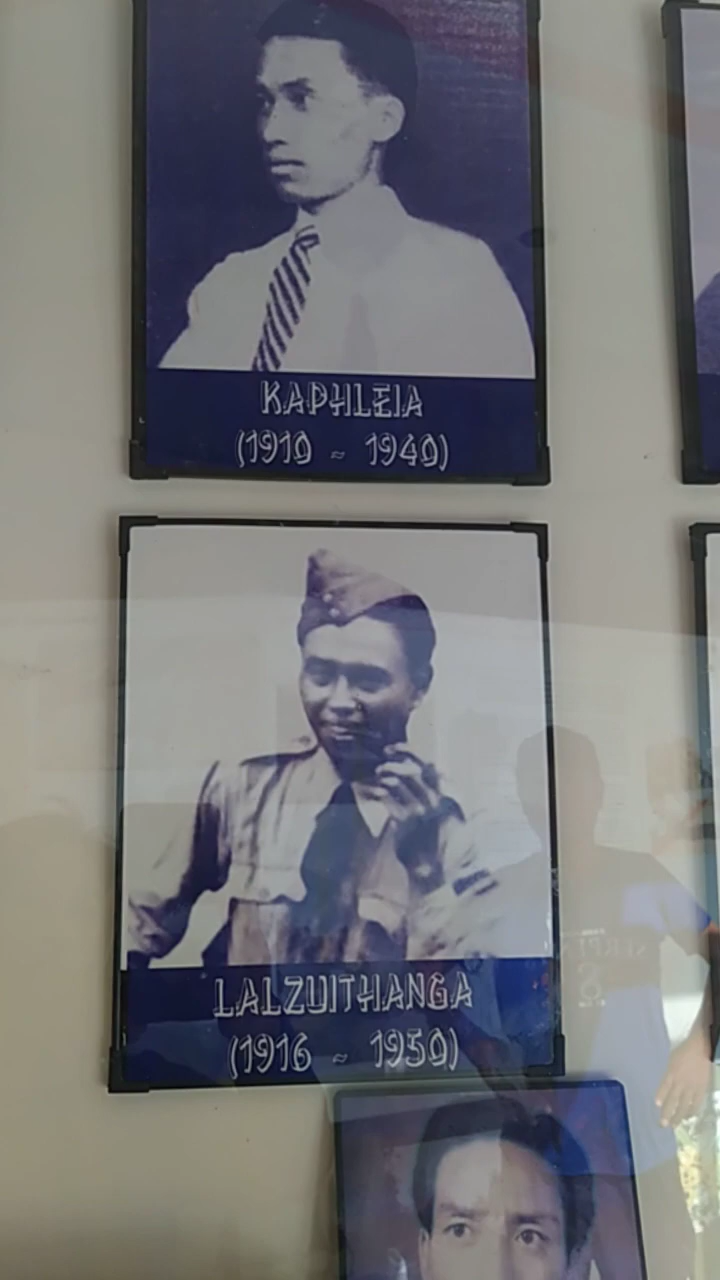 KAPHLEIA
(1910 ~ 1940)
LALZUITHANGA
(1916 ~ 1950)